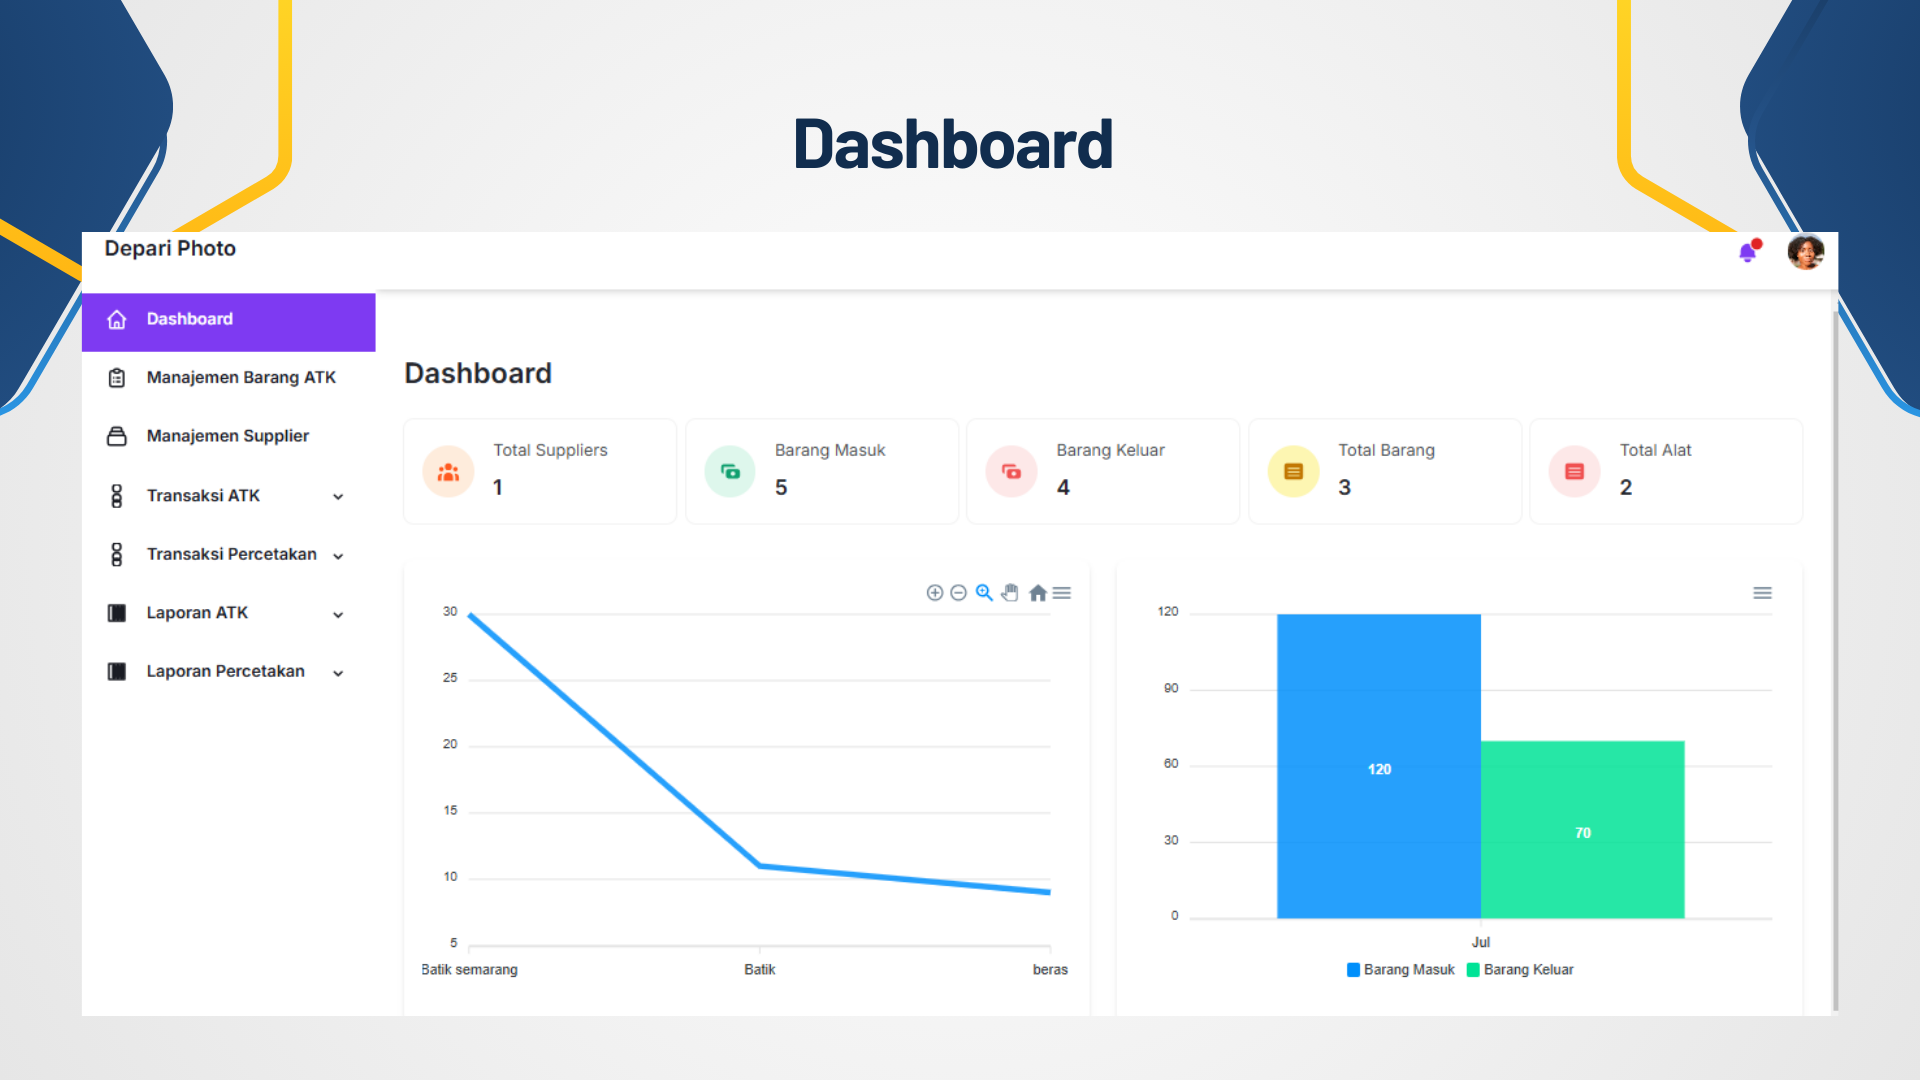 Dashboard
Depari Photo
Dashboard
Manajemen Barang ATK
Manajemen Supplier
Transaksi ATK
Transaksi Percetakan
Laporan ATK
Laporan Percetakan
Dashboard
Total Suppliers
1
Barang Masuk
5
Barang Keluar
4
Total Barang
3
Total Alat
2
30
25
20
15
10
5
Batik semarang
Batik
beras
120
90
60
30
0
120
70
Jul
Barang Masuk
Barang Keluar